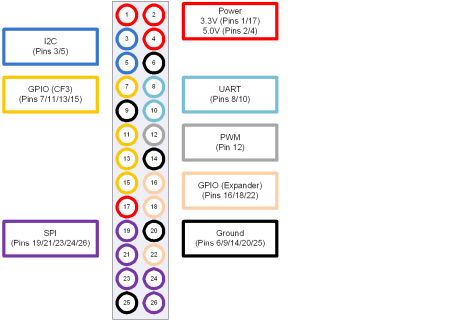 1 2
Power
3.3V (Pins 1/17)
5.0V (Pins 2/4)
I2C
(Pins 3/5)
3 4
5 6
GPIO (CF3)
(Pins 7/11/13/15)
7 8
9 10
UART
(Pins 8/10)
11 12
13 14
PWM
(Pin 12)
15 16
17 18
GPIO (Expander)
(Pins 16/18/22)
SPI
(Pins 19/21/23/24/26)
19 20
21 22
Ground
(Pins 6/9/14/20/25)
23 24
25 26